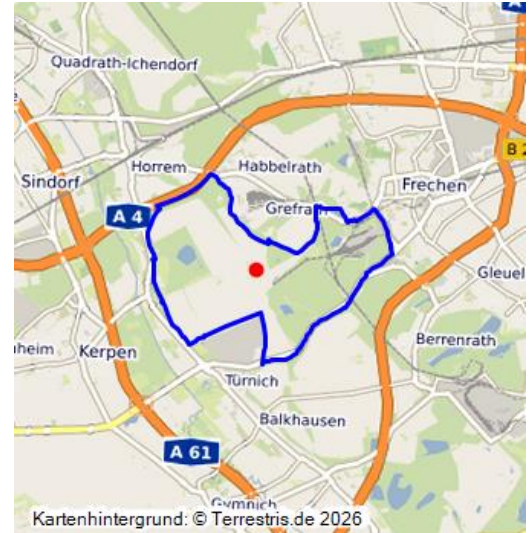 A
Quadrath-Ichendorf
B 2
Horrem
Habbelrath
Sindorf
Frechen
A 4
Grefrath
Gleuel
nheim
Kerpen
Berrenrath
Türnich
Balkhausen
A 61
Gymnich
Kartenhintergrund: © Terrestris.de 2026